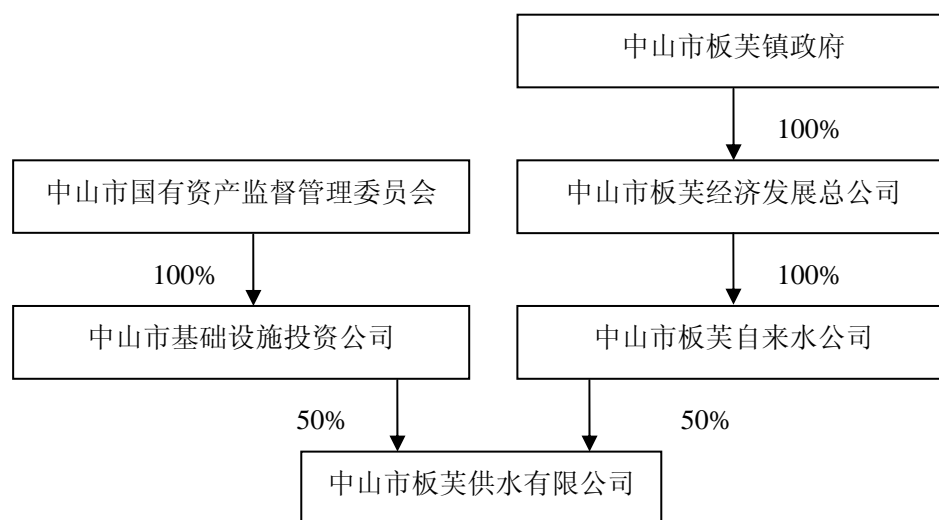 中山市板芙镇政府
100%
中山市国有资产监督管理委员会
中山市板芙经济发展总公司
100%
100%
中山市基础设施投资公司
中山市板芙自来水公司
50%
50%
中山市板芙供水有限公司